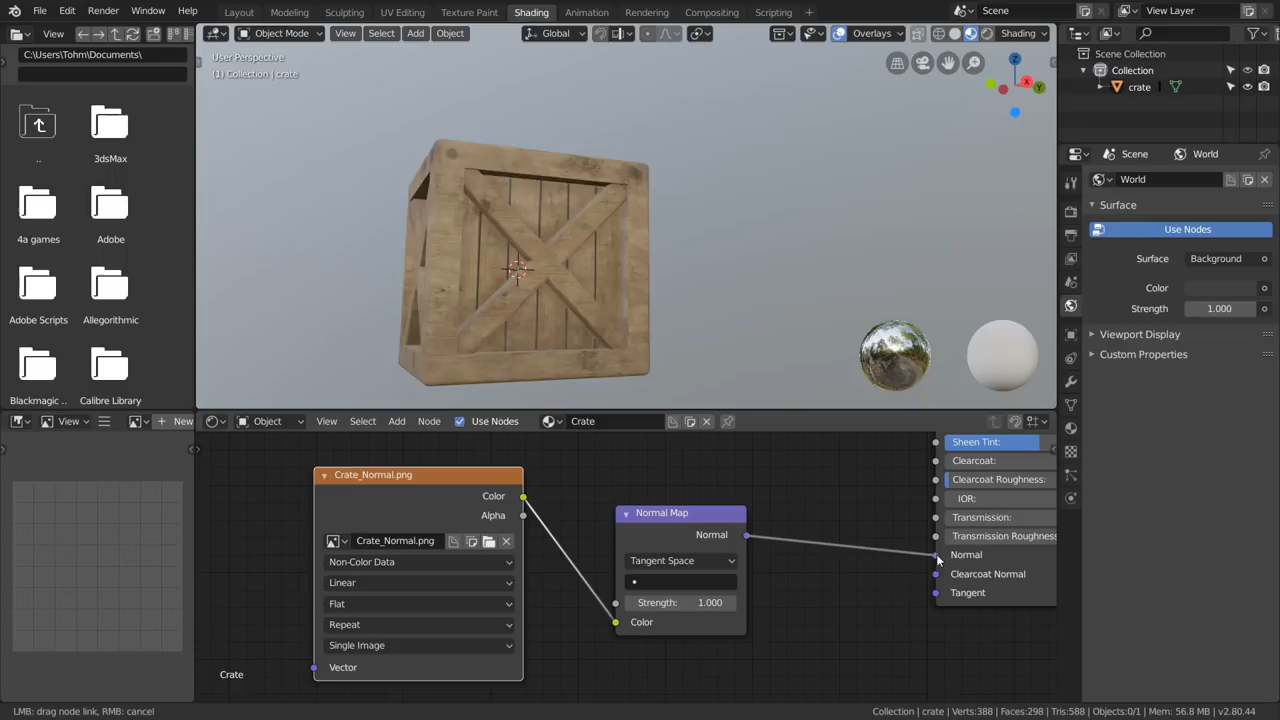 File Edit Render Window Help
Layout Modeling Sculpting UV Editing Texture Paint Shading Animation Rendering Compositing Scripting +
Scene
View Layer
View
Object Mode
View Select Add Object
Global
Overlays
Shading
C:\Users\Tohm\Documents\
..
3dsMax
4a games
Adobe
Adobe Scripts
Allegorithmic
Blackmagic ..
Calibre Library
User Perspective
(1) Collection | crate
Z
X
Y
Scene Collection
Collection
crate
Scene
World
World
Surface
Use Nodes
Surface
Background
Color
Strength
1.000
Viewport Display
Custom Properties
View
New
Object
View Select Add Node
Use Nodes
Crate
Crate_Normal.png
Color
Alpha
Crate_Normal.png
Non-Color Data
Linear
Flat
Repeat
Single Image
Vector
Normal Map
Normal
Tangent Space
Strength: 1.000
Color
Sheen Tint:
Clearcoat:
Clearcoat Roughness:
IOR:
Transmission:
Transmission Roughness
Normal
Clearcoat Normal
Tangent
Crate
LMB: drag node link, RMB: cancel
Collection | crate | Verts:388 | Faces:298 | Tris:588 | Objects:0/1 | Mem: 56.8 MB | v2.80.44